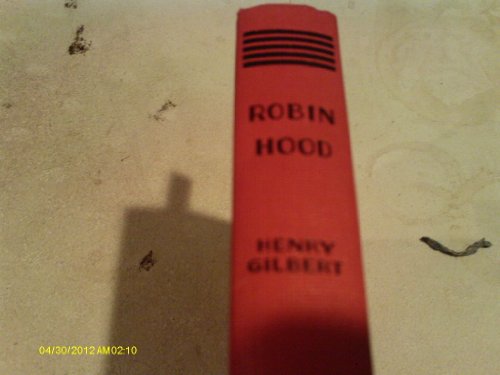 ROBIN
HOOD
HENRY
GILBERT
04/30/2012 AM02:10